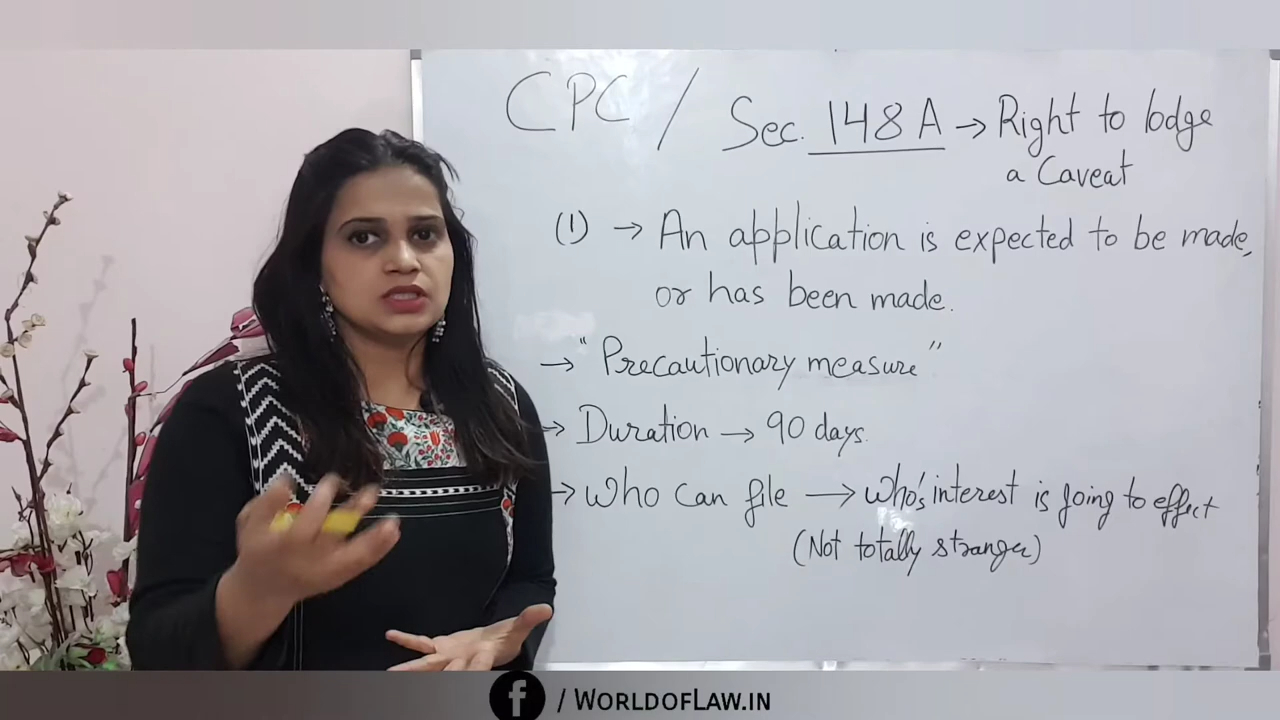 CPC / Sec. 148A → Right to lodge
a Caveat
(1) → An application is expected to be made,
or has been made.
→ "Precautionary measure"
→ Duration → 90 days.
→ Who can file → who's interest is going to effect
(Not totally stranger)
f / WorldofLaw.in